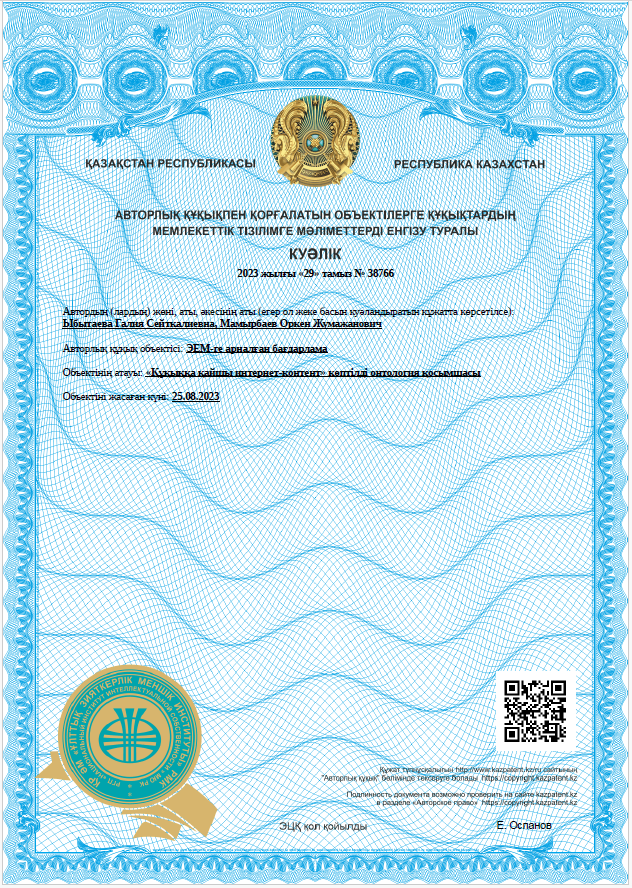 ҚАЗАҚСТАН РЕСПУБЛИКАСЫ
РЕСПУБЛИКА КАЗАХСТАН
АВТОРЛЫҚ ҚҰҚЫҚПЕН ҚОРҒАЛАТЫН ОБЪЕКТІЛЕРГЕ ҚҰҚЫҚТАРДЫҢ
МЕМЛЕКЕТТІК ТІЗІЛІМГЕ МӘЛІМЕТТЕРДІ ЕНГІЗУ ТУРАЛЫ
КУӘЛІК
2023 жылғы «29» тамыз № 38766
Автордың (лардың) жөні, аты, әкесінің аты (егер ол жеке басын куәландыратын құжатта көрсетілсе):
Ыбытаева Галия Сейткалиевна, Мамырбаев Оркен Жумажанович
Авторлық құқық объектісі: ЭЕМ-ге арналған бағдарлама
Объектінің атауы: «Құқыққа қайшы интернет-контент» көптілді онтология қосымшасы
Объектіні жасаған күні: 25.08.2023
Құжат түпнұсқалығын http://www.kazpatent.kz/ru сайтының
"Авторлық құқық" бөлімінде тексеруге болады https://copyright.kazpatent.kz
Подлинность документа возможно проверить на сайте kazpatent.kz
в разделе «Авторское право» https://copyright.kazpatent.kz
ЭЦҚ қол қойылды
Е. Оспанов